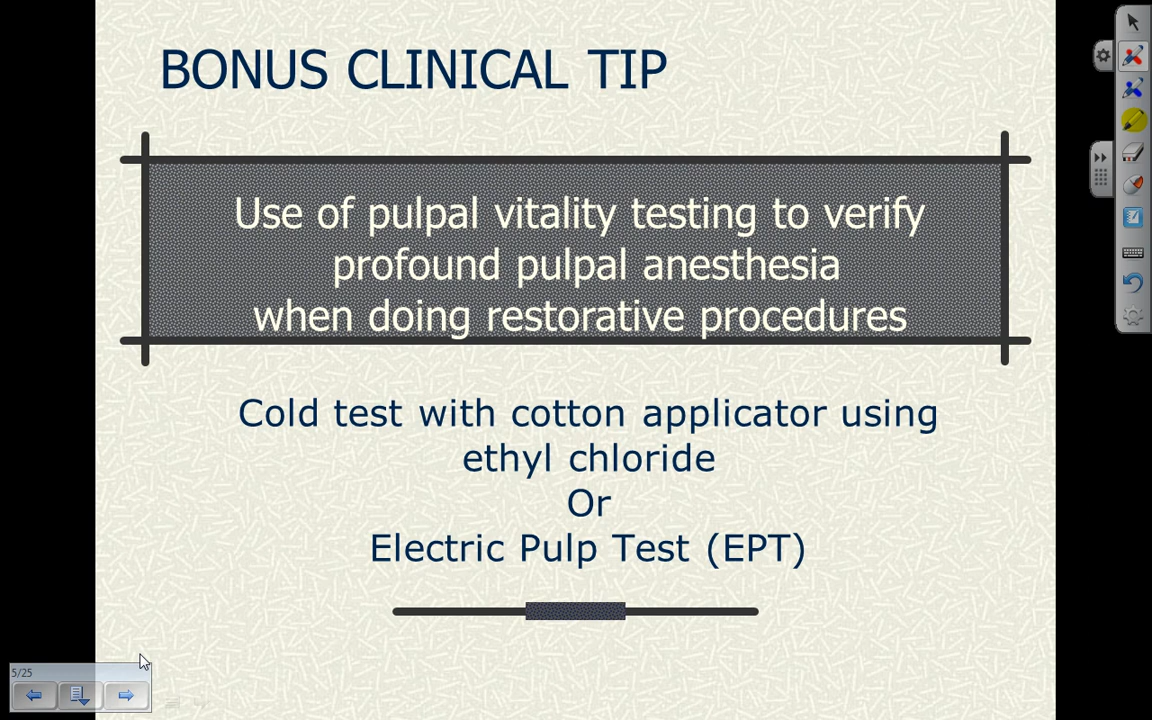 BONUS CLINICAL TIP
Use of pulpal vitality testing to verify
profound pulpal anesthesia
when doing restorative procedures
Cold test with cotton applicator using
ethyl chloride
Or
Electric Pulp Test (EPT)
5/25